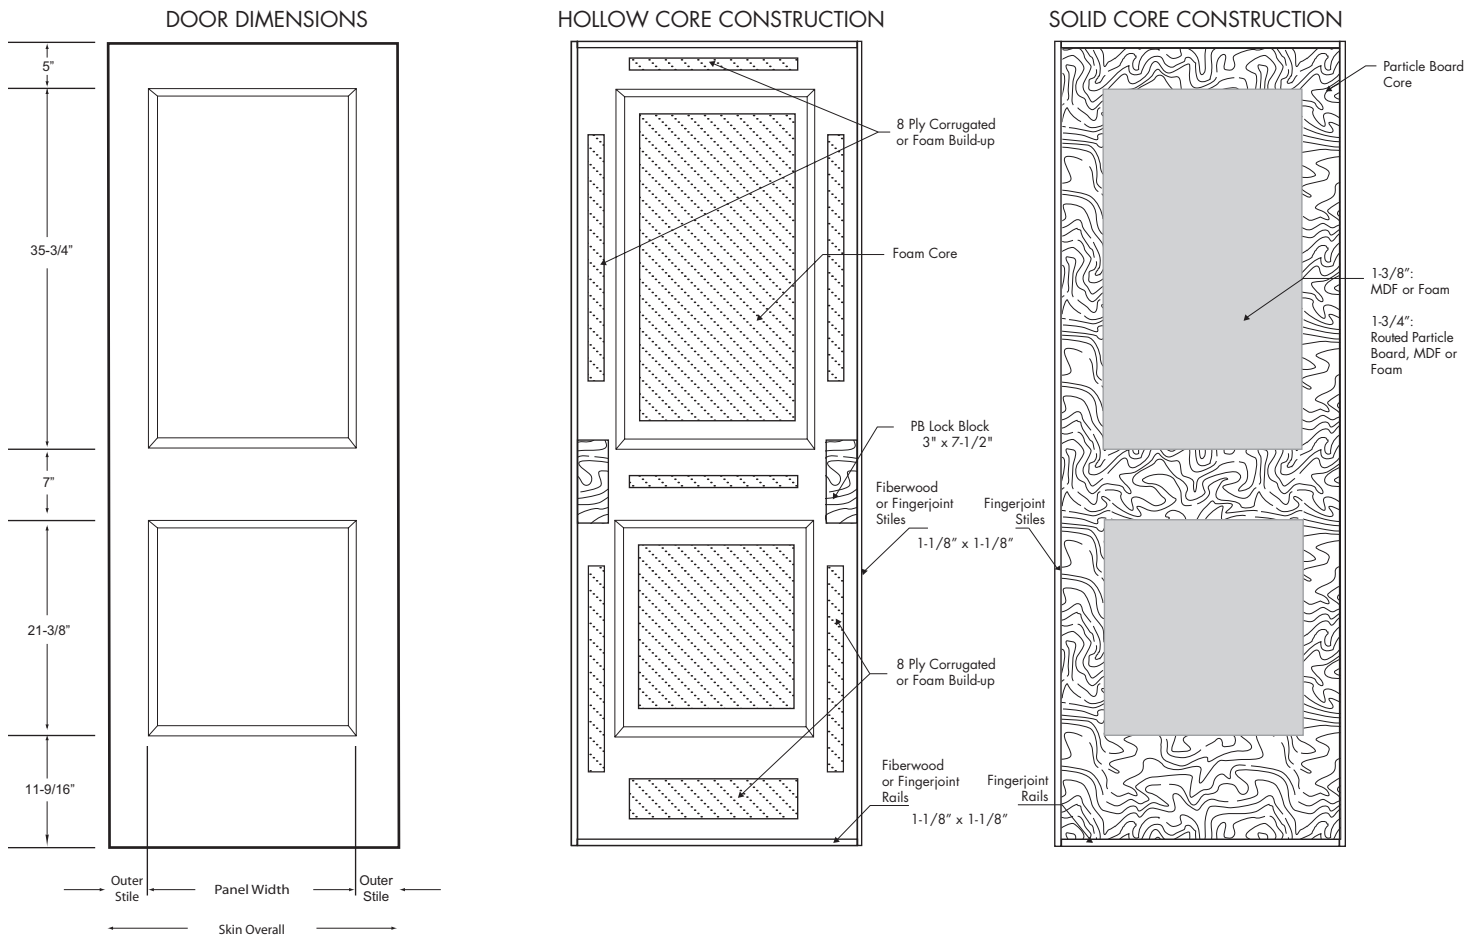 DOOR DIMENSIONS
5”
35-3/4”
7”
21-3/8”
11-9/16”
Outer
Stile
Panel Width
Outer
Stile
Skin Overall
HOLLOW CORE CONSTRUCTION
8 Ply Corrugated
or Foam Build-up
Foam Core
PB Lock Block
3" x 7-1/2"
Fiberwood
or Fingerjoint
Stiles
1-1/8” x 1-1/8”
8 Ply Corrugated
or Foam Build-up
Fiberwood
or Fingerjoint
Rails
1-1/8” x 1-1/8”
SOLID CORE CONSTRUCTION
Particle Board
Core
1-3/8”:
MDF or Foam
1-3/4”:
Routed Particle
Board, MDF or
Foam
Fingerjoint
Stiles
Fingerjoint
Rails